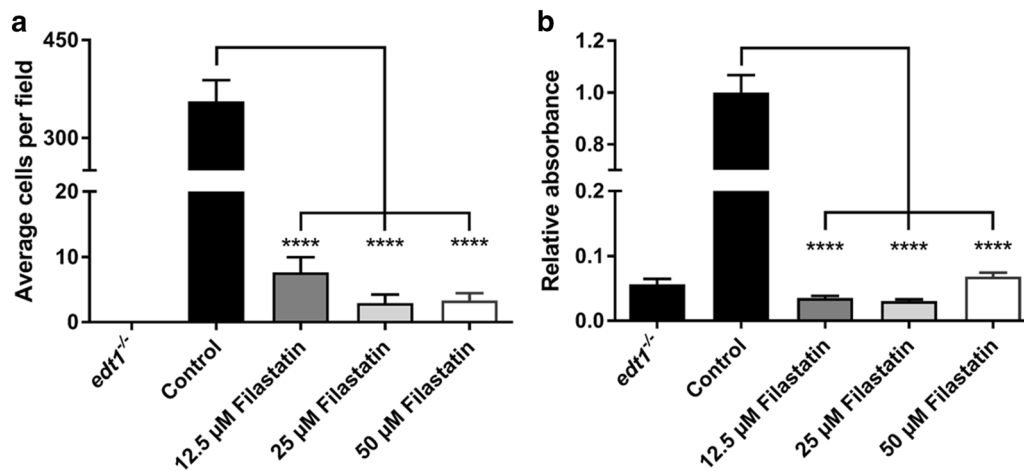 a
450
300
20
10
0
Average cells per field
****
****
****
edt1-/-
Control
12.5 µM Filastatin
25 µM Filastatin
50 µM Filastatin
b
1.2
1.0
0.8
0.2
0.1
0.0
Relative absorbance
****
****
****
edt1-/-
Control
12.5 µM Filastatin
25 µM Filastatin
50 µM Filastatin